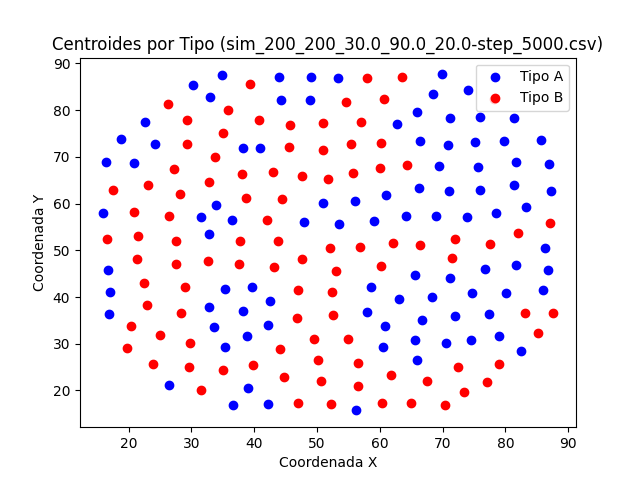 Centroides por Tipo (sim_200_200_30.0_90.0_20.0-step_5000.csv)
Tipo A
Tipo B
90
80
70
60
50
40
30
20
Coordenada Y
20 30 40 50 60 70 80 90
Coordenada X